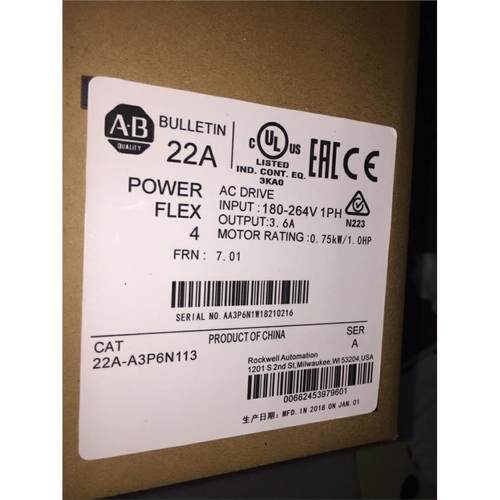 A-B
QUALITY
BULLETIN
22A
C UL US
LISTED
IND. CONT. EQ.
3KA0
EAC CE
N223
POWER
FLEX
4
AC DRIVE
INPUT:180-264V 1PH
OUTPUT:3.6A
MOTOR RATING:0.75kW/1.0HP
FRN: 7.01
SERIAL NO.AA3P6N1W18210216
CAT
22A-A3P6N113
PRODUCT OF CHINA
SER
A
Rockwell Automation
1201 S 2nd St,Milwaukee,WI 53204,USA
00662453979601
生产日期: MFD. IN 2018 ON JAN. 01